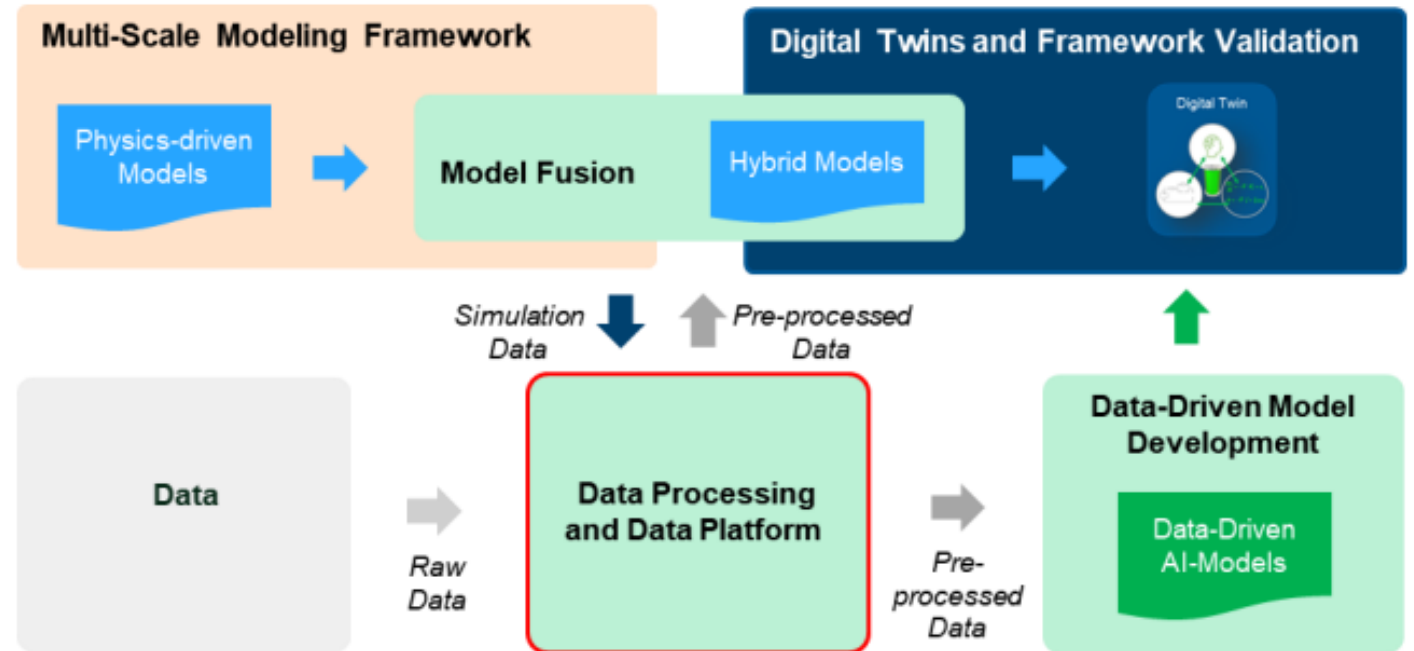 Multi-Scale Modeling Framework
Digital Twins and Framework Validation
Physics-driven
Models
Model Fusion
Hybrid Models
Digital Twin
Simulation
Data
Pre-processed
Data
Data
Raw
Data
Data Processing
and Data Platform
Pre-
processed
Data
Data-Driven Model
Development
Data-Driven
AI-Models